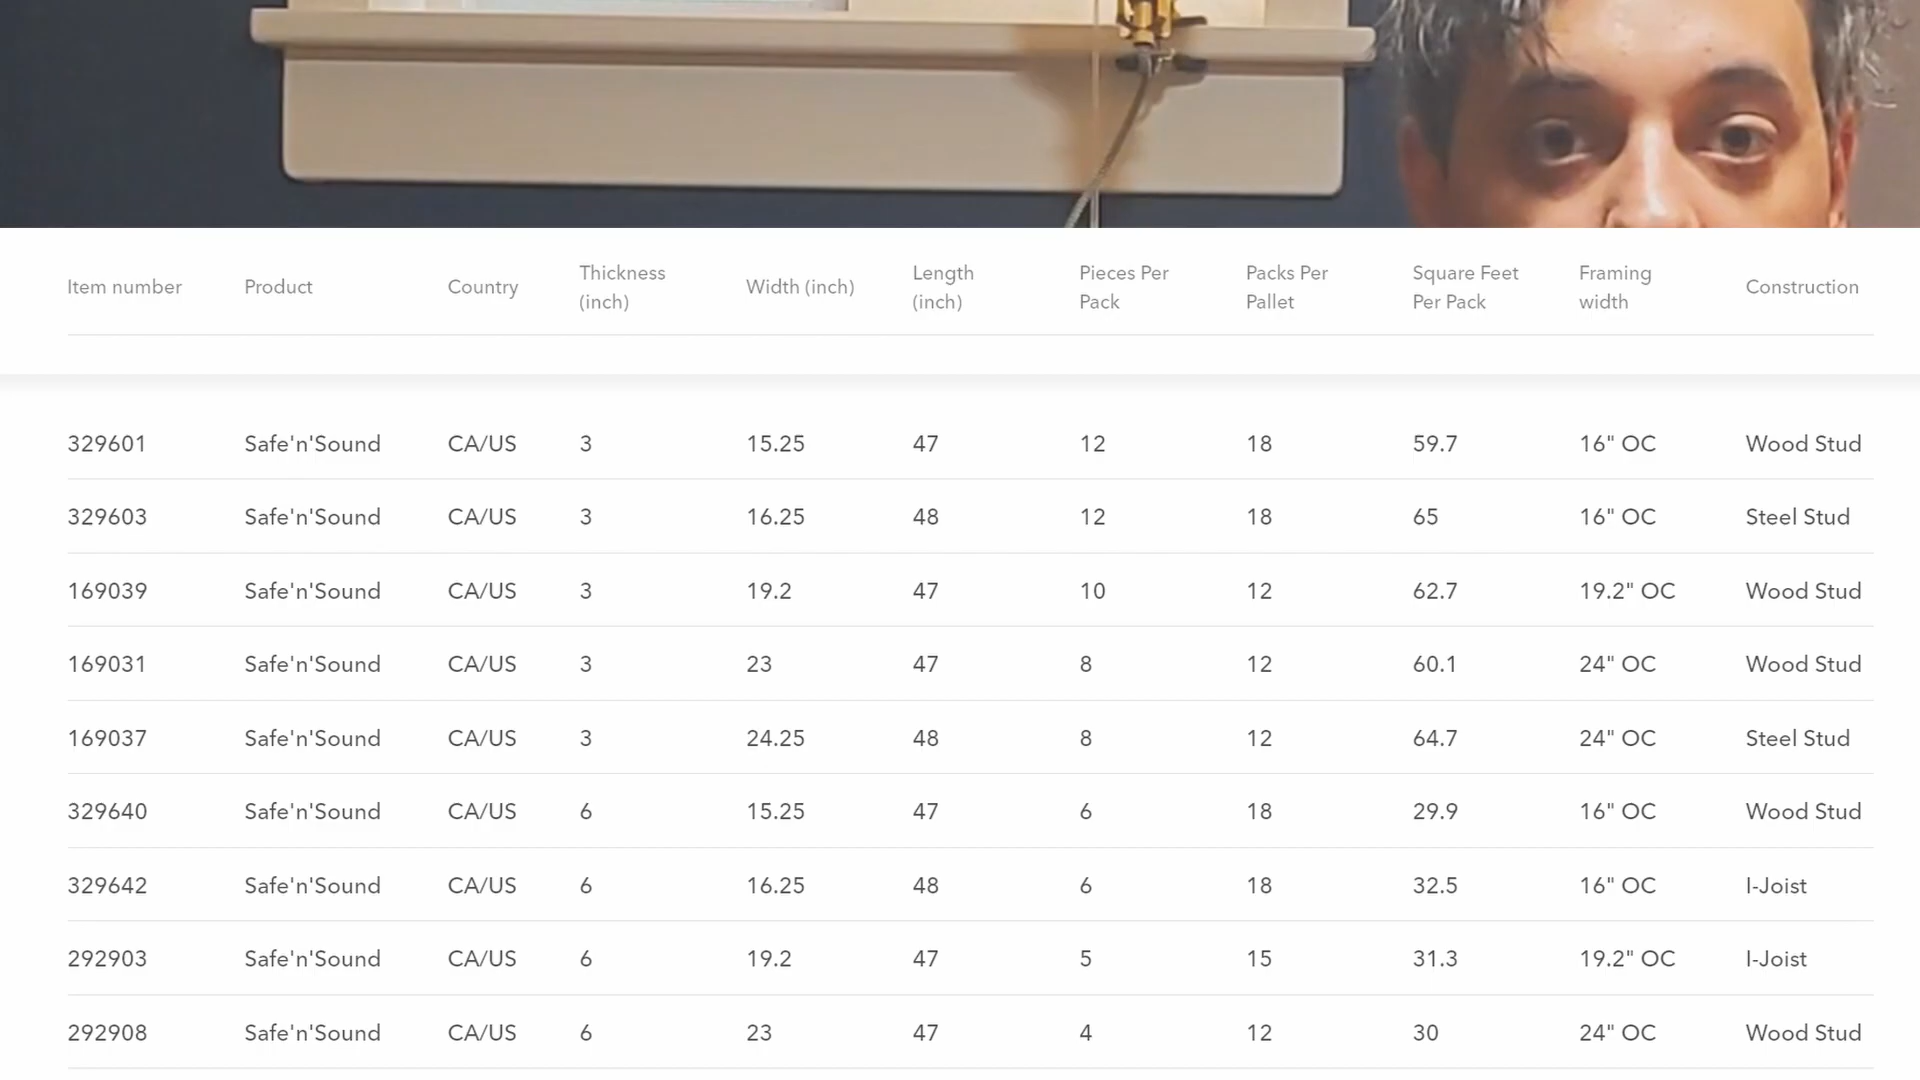 Item number Product Country Thickness (inch) Width (inch) Length (inch) Pieces Per Pack Packs Per Pallet Square Feet Per Pack Framing width Construction
329601 Safe'n'Sound CA/US 3 15.25 47 12 18 59.7 16" OC Wood Stud
329603 Safe'n'Sound CA/US 3 16.25 48 12 18 65 16" OC Steel Stud
169039 Safe'n'Sound CA/US 3 19.2 47 10 12 62.7 19.2" OC Wood Stud
169031 Safe'n'Sound CA/US 3 23 47 8 12 60.1 24" OC Wood Stud
169037 Safe'n'Sound CA/US 3 24.25 48 8 12 64.7 24" OC Steel Stud
329640 Safe'n'Sound CA/US 6 15.25 47 6 18 29.9 16" OC Wood Stud
329642 Safe'n'Sound CA/US 6 16.25 48 6 18 32.5 16" OC I-Joist
292903 Safe'n'Sound CA/US 6 19.2 47 5 15 31.3 19.2" OC I-Joist
292908 Safe'n'Sound CA/US 6 23 47 4 12 30 24" OC Wood Stud